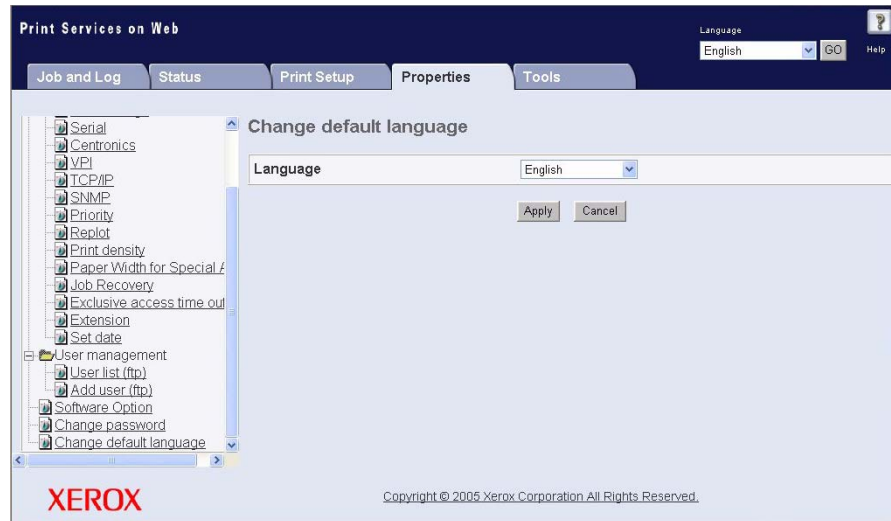 Print Services on Web
Language
English GO Help
Job and Log Status Print Setup Properties Tools
Serial
Centronics
VPI
TCP/IP
SNMP
Priority
Replot
Print density
Paper Width for Special
Job Recovery
Exclusive access time out
Extension
Set date
User management
User list (ftp)
Add user (ftp)
Software Option
Change password
Change default language
Change default language
Language English
Apply Cancel
XEROX
Copyright © 2005 Xerox Corporation All Rights Reserved.